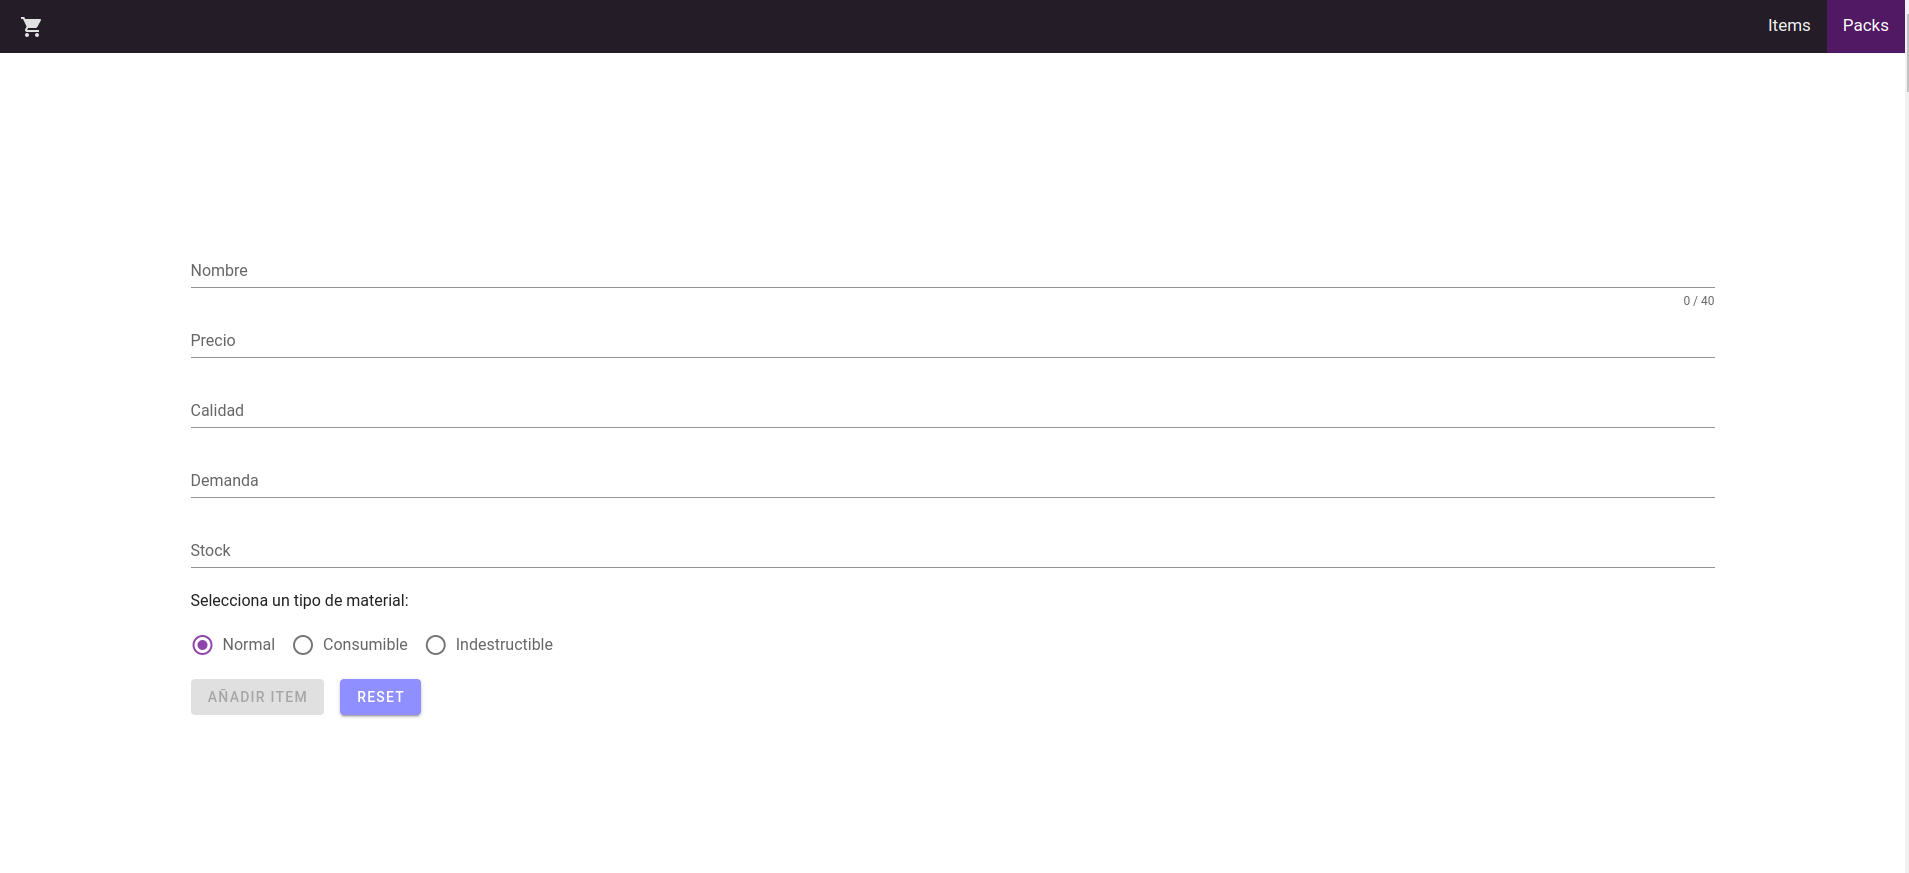 Items Packs
Nombre
0 / 40
Precio
Calidad
Demanda
Stock
Selecciona un tipo de material:
Normal Consumible Indestructible
AÑADIR ITEM RESET